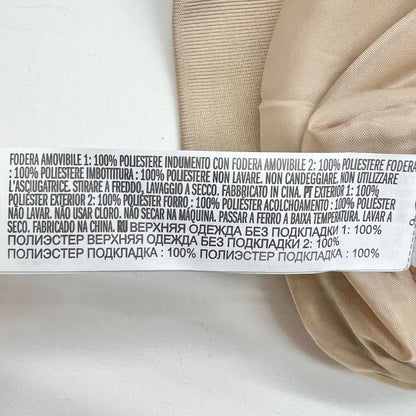 FODERA AMOVIBILE 1: 100% POLIESTERE INDUMENTO CON FODERA AMOVIBILE 2: 100% POLIESTERE FODERA
: 100% POLIESTERE IMBOTTITURA : 100% POLIESTERE NON LAVARE. NON CANDEGGIARE. NON UTILIZZARE
L'ASCIUGATRICE. STIRARE A FREDDO, LAVAGGIO A SECCO. FABBRICATO IN CINA. PT EXTERIOR 1: 100%
POLIÉSTER EXTERIOR 2: 100% POLIÉSTER FORRO ; 100% POLIÉSTER ACOLCHOAMENTO : 100% POLIÉSTER
NÃO LAVAR. NÃO USAR CLORO. NÃO SECAR NA MÁQUINA. PASSAR A FERRO A BAIXA TEMPERATURA. LAVAR A
SECO. FABRICADO NA CHINA. RU ВЕРХНЯЯ ОДЕЖДА БЕЗ ПОДКЛАДКИ 1: 100%
ПОЛИЭСТЕР ВЕРХНЯЯ ОДЕЖДА БЕЗ ПОДКЛАДКИ 2: 100%
ПОЛИЭСТЕР ПОДКЛАДКА : 100% ПОЛИЭСТЕР ПОДКЛАДКА : 100%